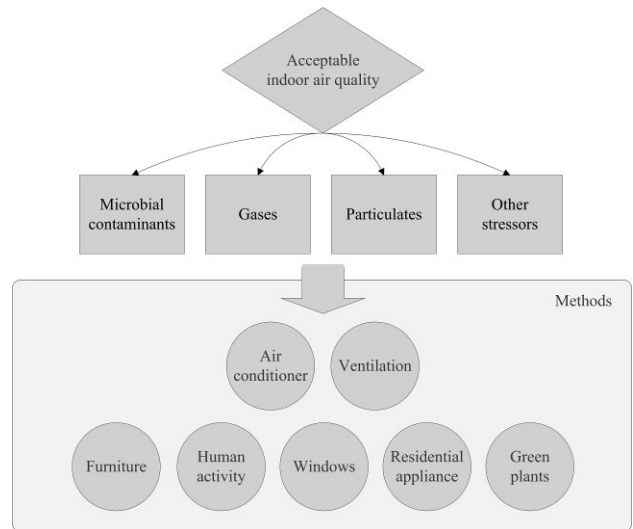 Acceptable
indoor air quality
Microbial
contaminants
Gases
Particulates
Other
stressors
Methods
Air
conditioner
Ventilation
Furniture
Human
activity
Windows
Residential
appliance
Green
plants